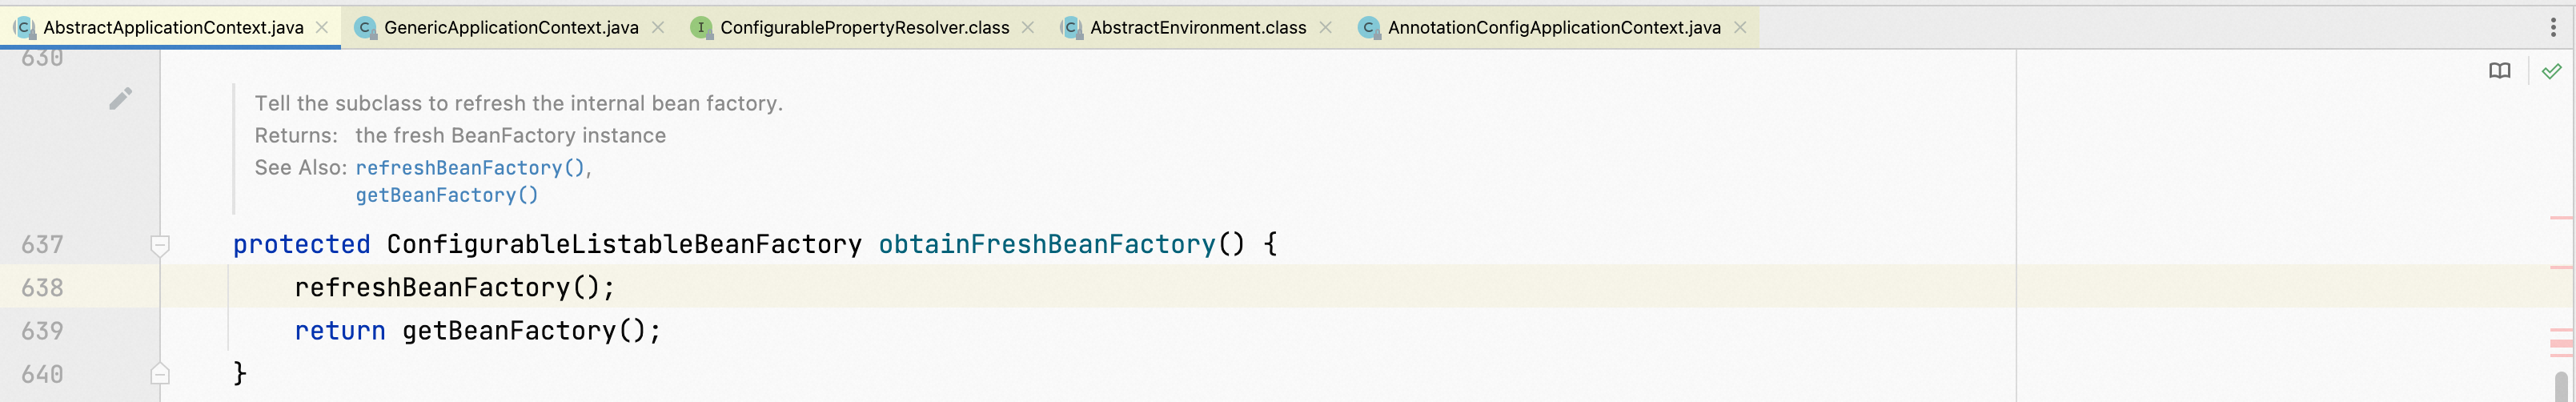 AbstractApplicationContext.java GenericApplicationContext.java ConfigurablePropertyResolver.class AbstractEnvironment.class AnnotationConfigApplicationContext.java
630
Tell the subclass to refresh the internal bean factory.
Returns: the fresh BeanFactory instance
See Also: refreshBeanFactory(),
getBeanFactory()
637 protected ConfigurableListableBeanFactory obtainFreshBeanFactory() {
638 refreshBeanFactory();
639 return getBeanFactory();
640 }